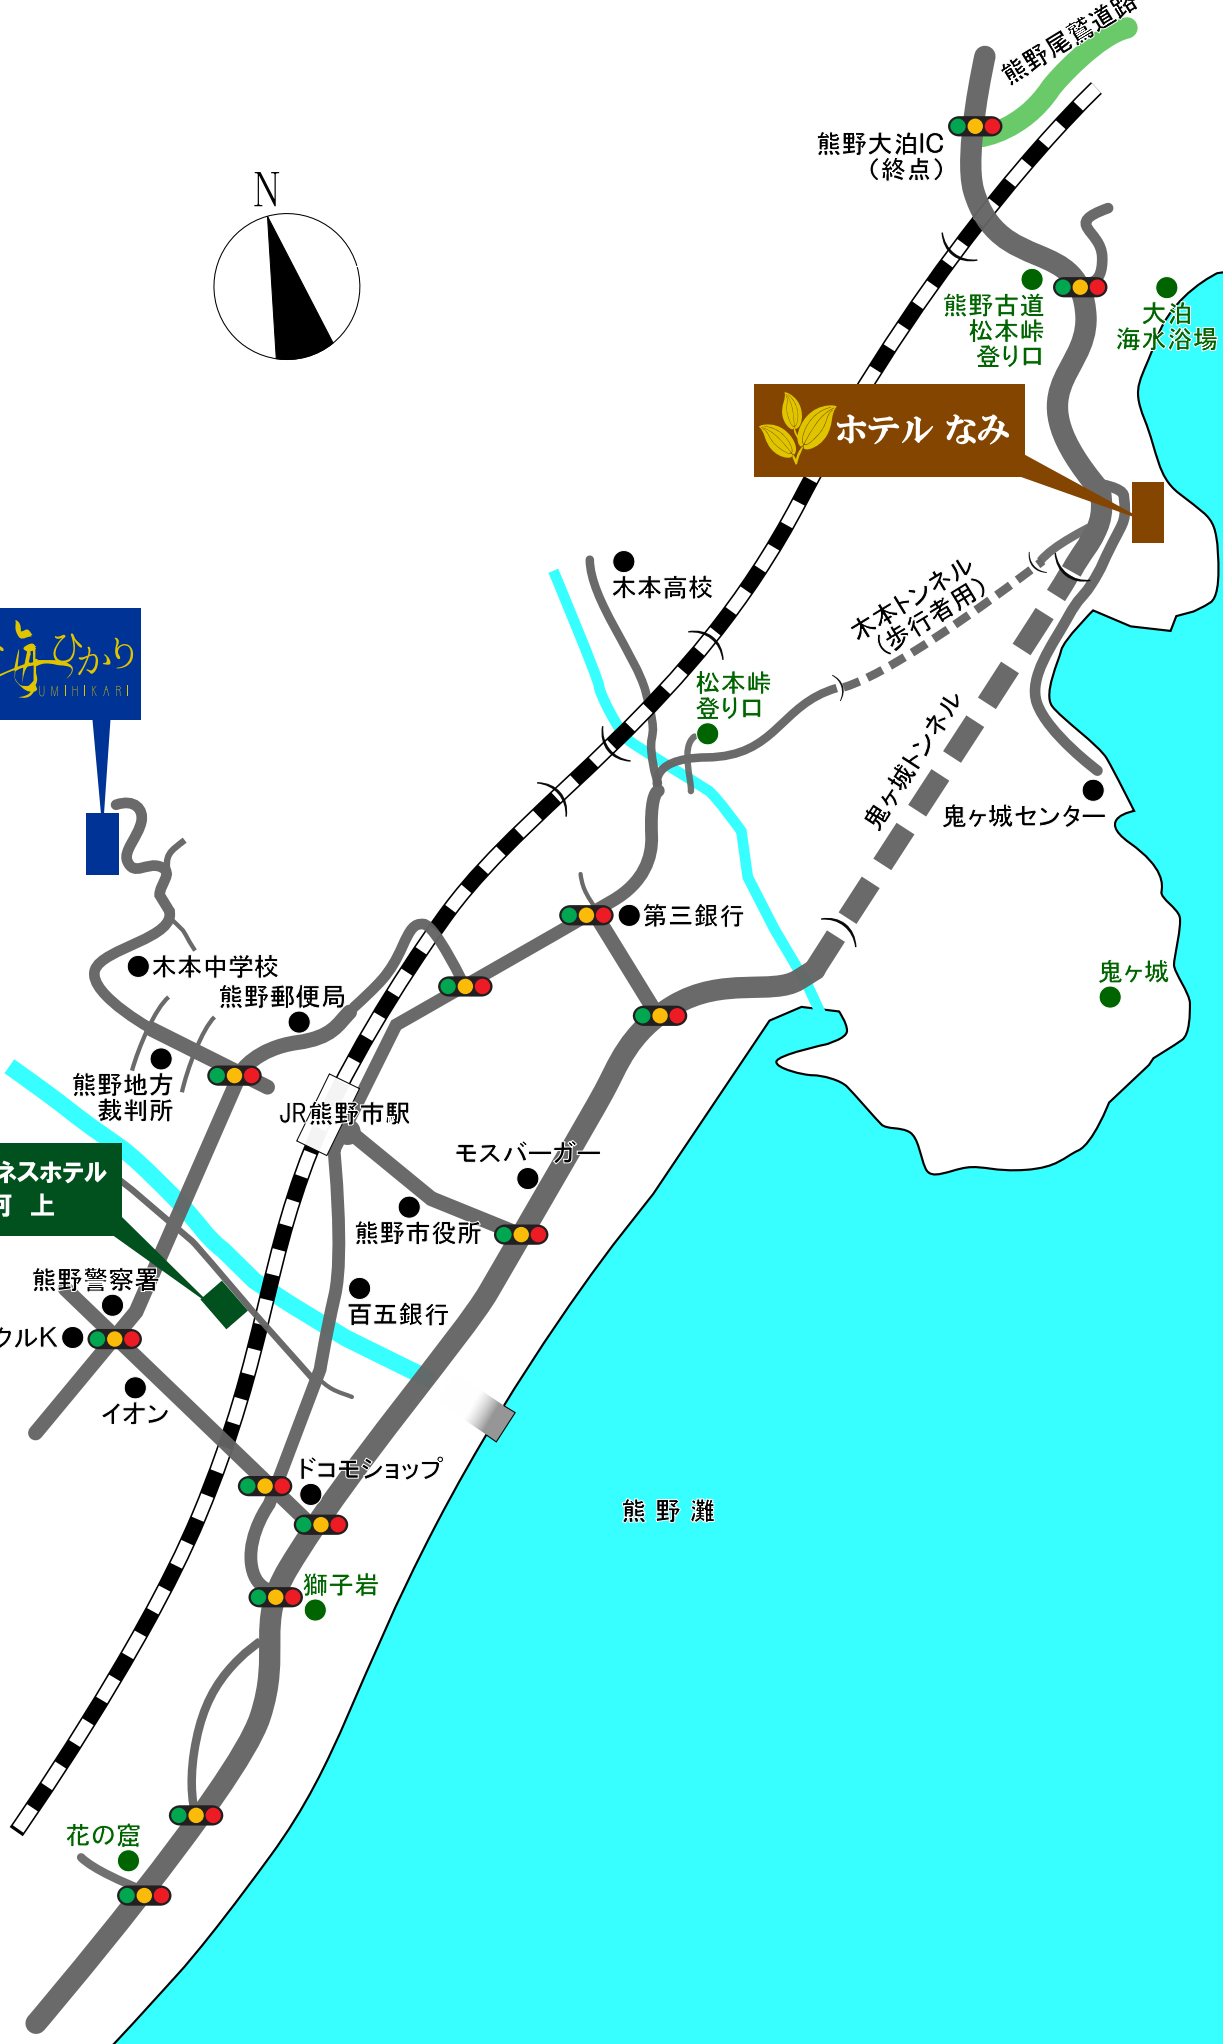 熊野尾鷲道路
N
熊野大泊IC
（終点）
熊野古道
松本峠
登り口
大泊
海水浴場
ホテル なみ
木本高校
木本トンネル
（歩行者用）
海ひかり
UMIHIKARI
松本峠
登り口
鬼ヶ城トンネル
鬼ヶ城センター
第三銀行
木本中学校
鬼ヶ城
熊野郵便局
熊野地方
裁判所
JR熊野市駅
モスバーガー
ネスホテル
河 上
熊野市役所
熊野警察署
百五銀行
クルK
イオン
ドコモショップ
熊野灘
獅子岩
花の窟